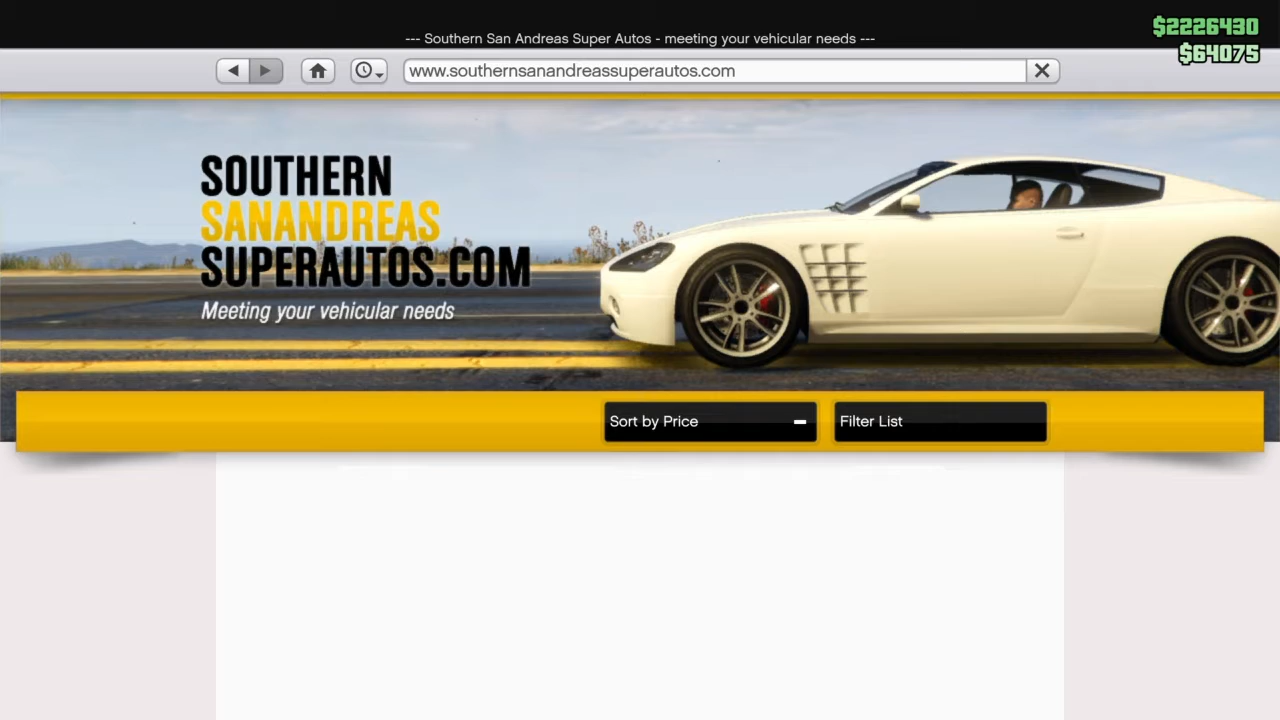 --- Southern San Andreas Super Autos - meeting your vehicular needs ---
$2226430
$64075
www.southernsanandreassuperautos.com
SOUTHERN
SANANDREAS
SUPERAUTOS.COM
Meeting your vehicular needs
Sort by Price
Filter List